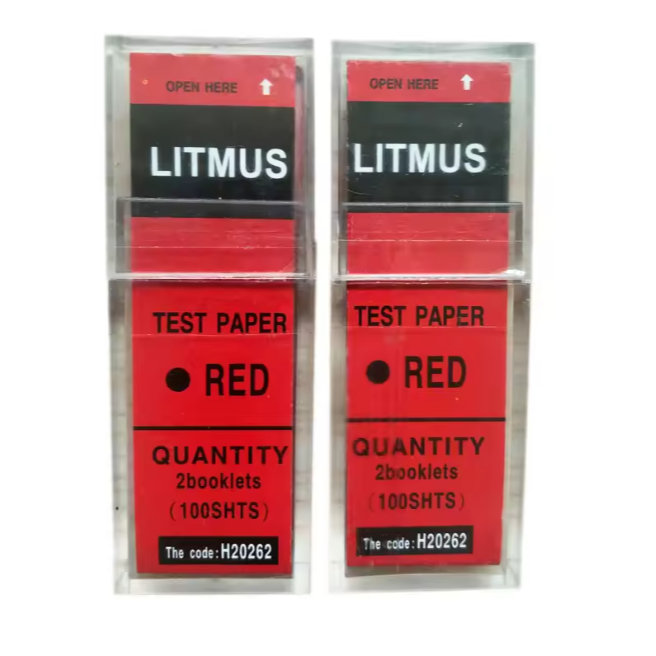 OPEN HERE
LITMUS
TEST PAPER
RED
QUANTITY
2booklets
(100SHTS)
The code:H20262
OPEN HERE
LITMUS
TEST PAPER
RED
QUANTITY
2booklets
(100SHTS)
The code:H20262